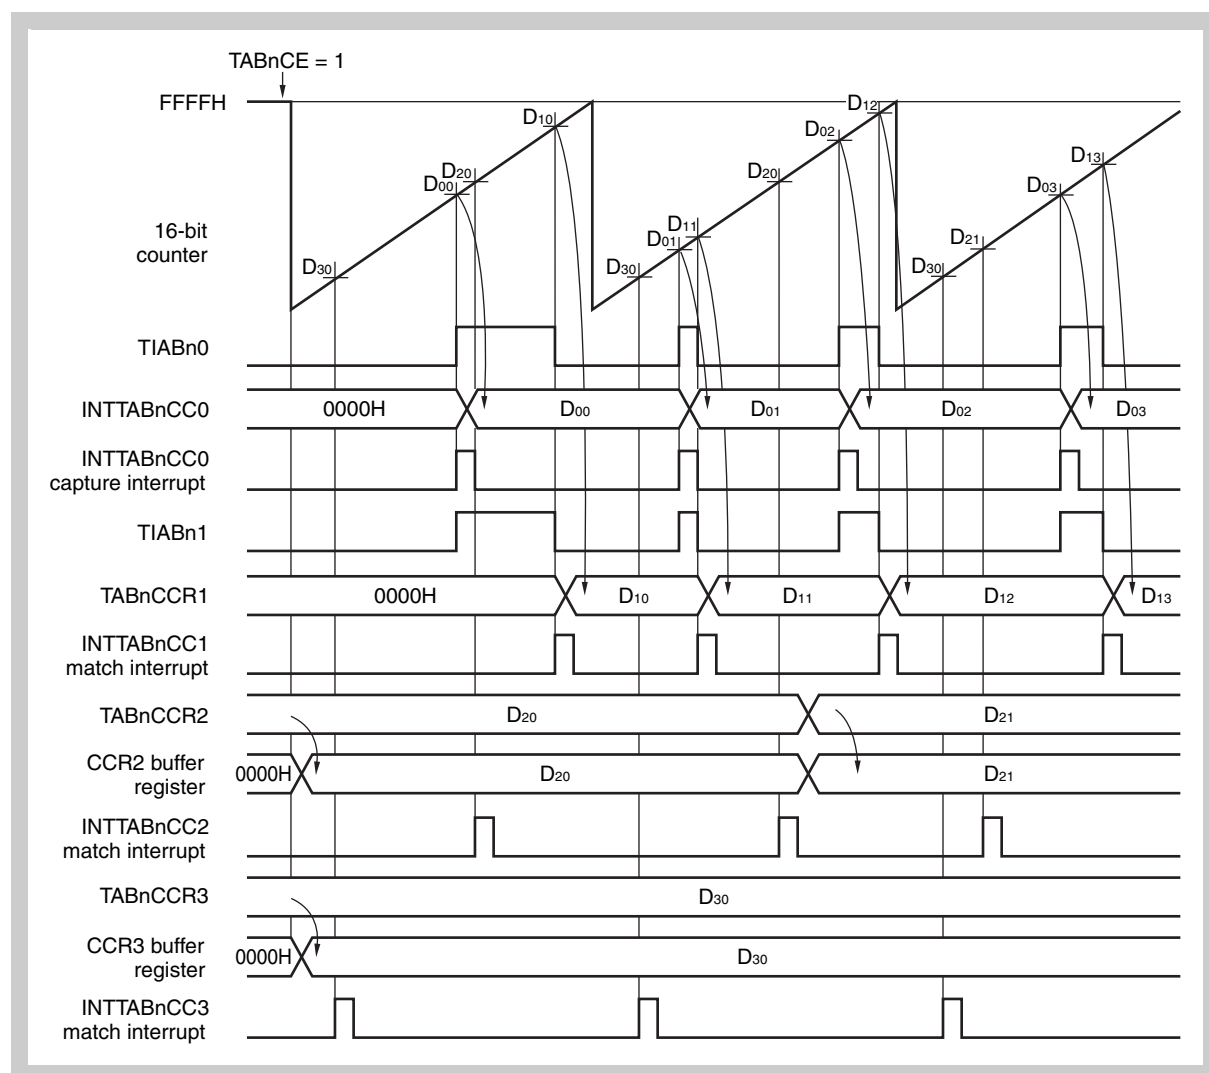 TABnCE = 1
FFFFH
D10
D12
D02
D20
D00
D20
D13
D03
16-bit
counter
D11
D01
D21
D30
D30
D30
TIABn0
INTTABnCC0
0000H
D00
D01
D02
D03
INTTABnCC0
capture interrupt
TIABn1
TABnCCR1
0000H
D10
D11
D12
D13
INTTABnCC1
match interrupt
TABnCCR2
D20
D21
CCR2 buffer
register
0000H
D20
D21
INTTABnCC2
match interrupt
TABnCCR3
D30
CCR3 buffer
register
0000H
D30
INTTABnCC3
match interrupt